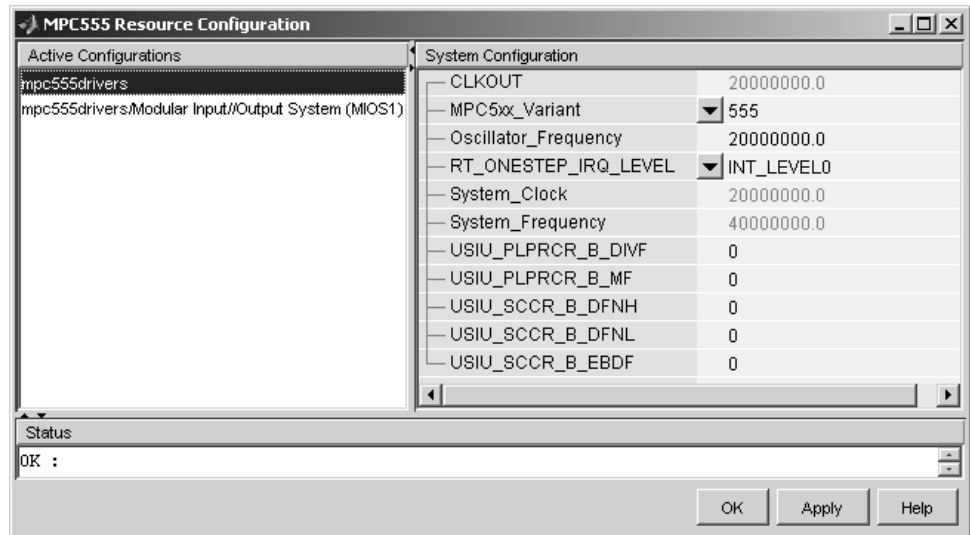 MPC555 Resource Configuration
Active Configurations
mpc555drivers
mpc555drivers/Modular Input//Output System (MIOS1)
System Configuration
CLKOUT 20000000.0
MPC5xx_Variant 555
Oscillator_Frequency 20000000.0
RT_ONESTEP_IRQ_LEVEL INT_LEVEL0
System_Clock 20000000.0
System_Frequency 40000000.0
USIU_PLPRCR_B_DIVF 0
USIU_PLPRCR_B_MF 0
USIU_SCCR_B_DFNH 0
USIU_SCCR_B_DFNL 0
USIU_SCCR_B_EBDF 0
Status
OK :
OK Apply Help